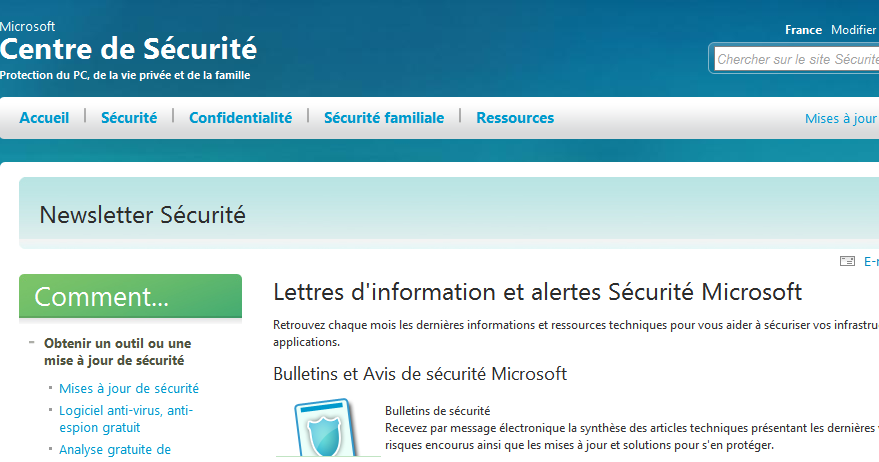 Microsoft
Centre de Sécurité
Protection du PC, de la vie privée et de la famille
France Modifier
Chercher sur le site Sécurité
Accueil Sécurité Confidentialité Sécurité familiale Ressources Mises à jour
Newsletter Sécurité
Comment...
Obtenir un outil ou une
mise à jour de sécurité
Mises à jour de sécurité
Logiciel anti-virus, anti-
espion gratuit
Analyse gratuite de
Lettres d'information et alertes Sécurité Microsoft
Retrouvez chaque mois les dernières informations et ressources techniques pour vous aider à sécuriser vos infrastruc
applications.
Bulletins et Avis de sécurité Microsoft
Bulletins de sécurité
Recevez par message électronique la synthèse des articles techniques présentant les dernières
risques encourus ainsi que les mises à jour et solutions pour s'en protéger.